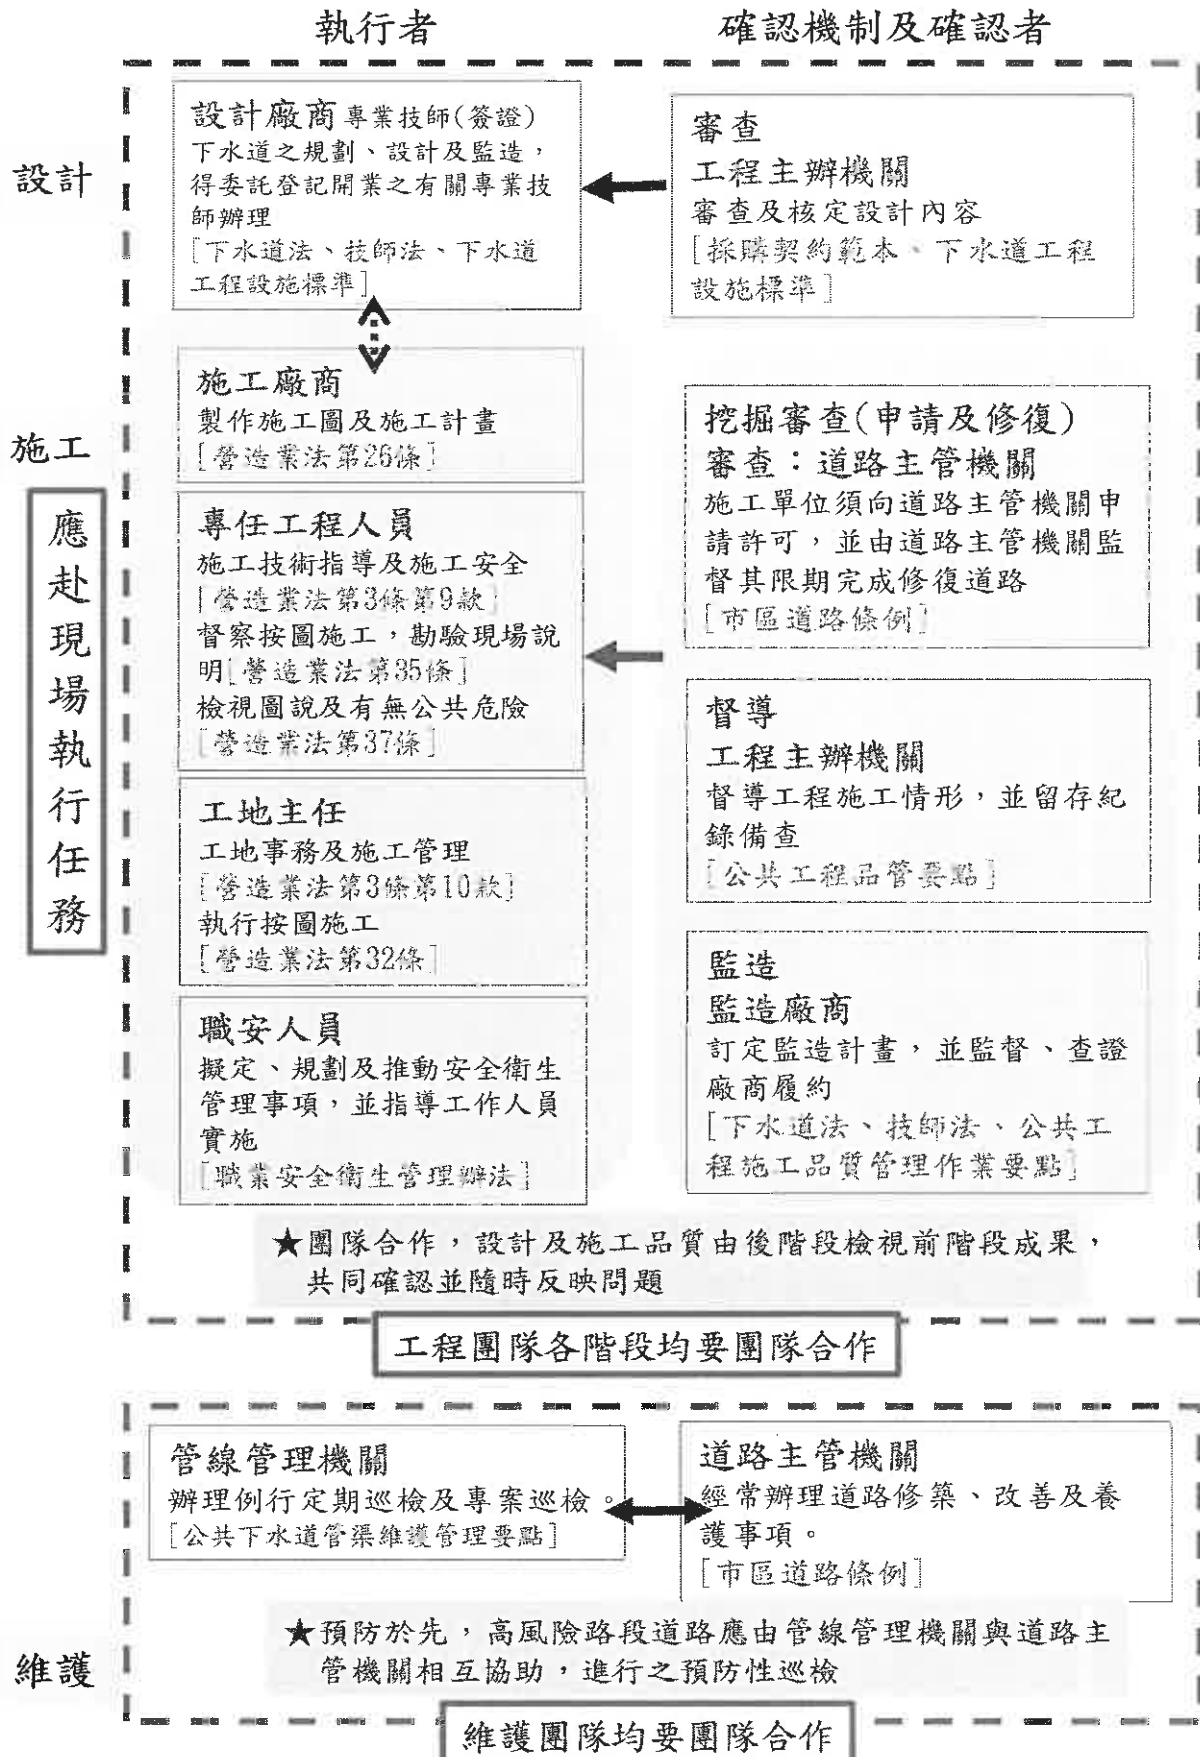 執行者
確認機制及確認者
設計
設計廠商專業技師(簽證)
下水道之規劃、設計及監造，
得委託登記開業之有關專業技
師辦理
[下水道法、技師法、下水道
工程設施標準]
審查
工程主辦機關
審查及核定設計內容
[採購契約範本、下水道工程
設施標準]
施工
應赴現場執行任務
施工廠商
製作施工圖及施工計畫
[營造業法第26條]
專任工程人員
施工技術指導及施工安全
[營造業法第3條第9款]
督察按圖施工，勘驗現場說
明[營造業法第35條]
檢視圖說及有無公共危險
[營造業法第37條]
工地主任
工地事務及施工管理
[營造業法第3條第10款]
執行按圖施工
[營造業法第32條]
職安人員
擬定、規劃及推動安全衛生
管理事項，並指導工作人員
實施
[職業安全衛生管理辦法]
挖掘審查(申請及修復)
審查：道路主管機關
施工單位須向道路主管機關申
請許可，並由道路主管機關監
督其限期完成修復道路
[市區道路條例]
督導
工程主辦機關
督導工程施工情形，並留存紀
錄備查
[公共工程品管要點]
監造
監造廠商
訂定監造計畫，並監督、查證
廠商履約
[下水道法、技師法、公共工
程施工品質管理作業要點]
★團隊合作，設計及施工品質由後階段檢視前階段成果，
共同確認並隨時反映問題
工程團隊各階段均要團隊合作
維護
管線管理機關
辦理例行定期巡檢及專案巡檢。
[公共下水道管渠維護管理要點]
道路主管機關
經常辦理道路修築、改善及養
護事項。
[市區道路條例]
★預防於先，高風險路段道路應由管線管理機關與道路主
管機關相互協助，進行之預防性巡檢
維護團隊均要團隊合作